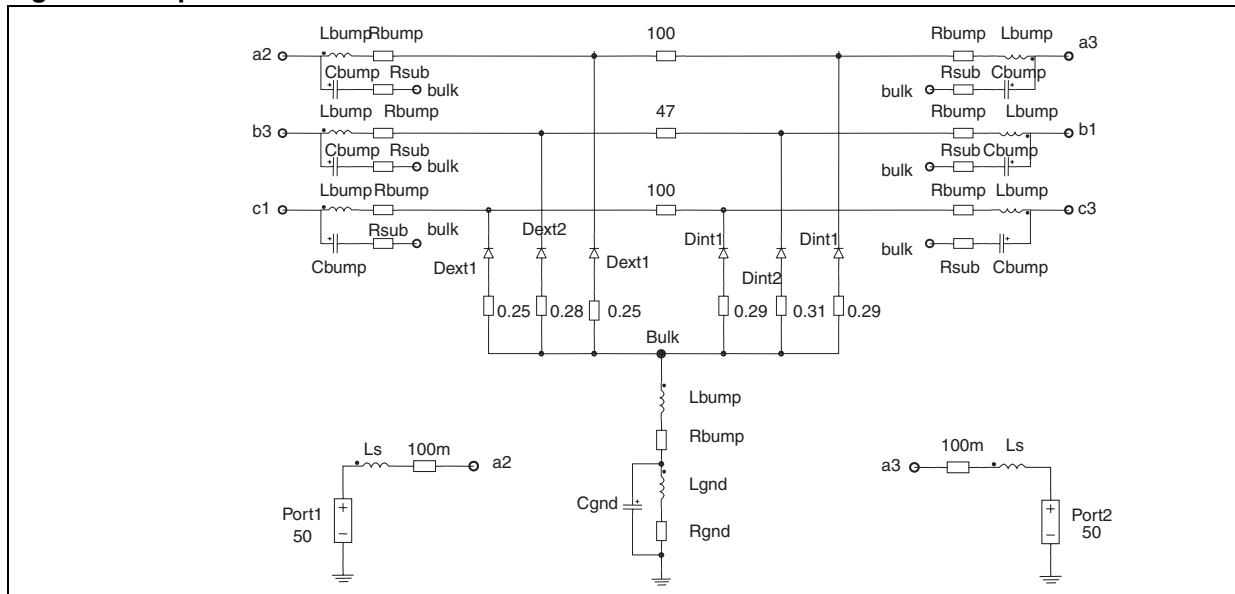 Lbump Rbump 100 Rbump Lbump
a2 a3
Cbump Rsub Rsub Cbump
bulk bulk
Lbump Rbump 47 Rbump Lbump
b3 b1
Cbump Rsub Rsub Cbump
bulk bulk
Lbump Rbump 100 Rbump Lbump
c1 c3
Rsub bulk Dext2 Dint1 Dint1 bulk
Cbump Dext1 Dext1 Dint2 Rsub Cbump
0.25 0.28 0.25 0.29 0.31 0.29
Bulk
Lbump
Rbump
Ls 100m 100m Ls
a2 a3
Lgnd
Cgnd
Port1 Rgnd Port2
50 50